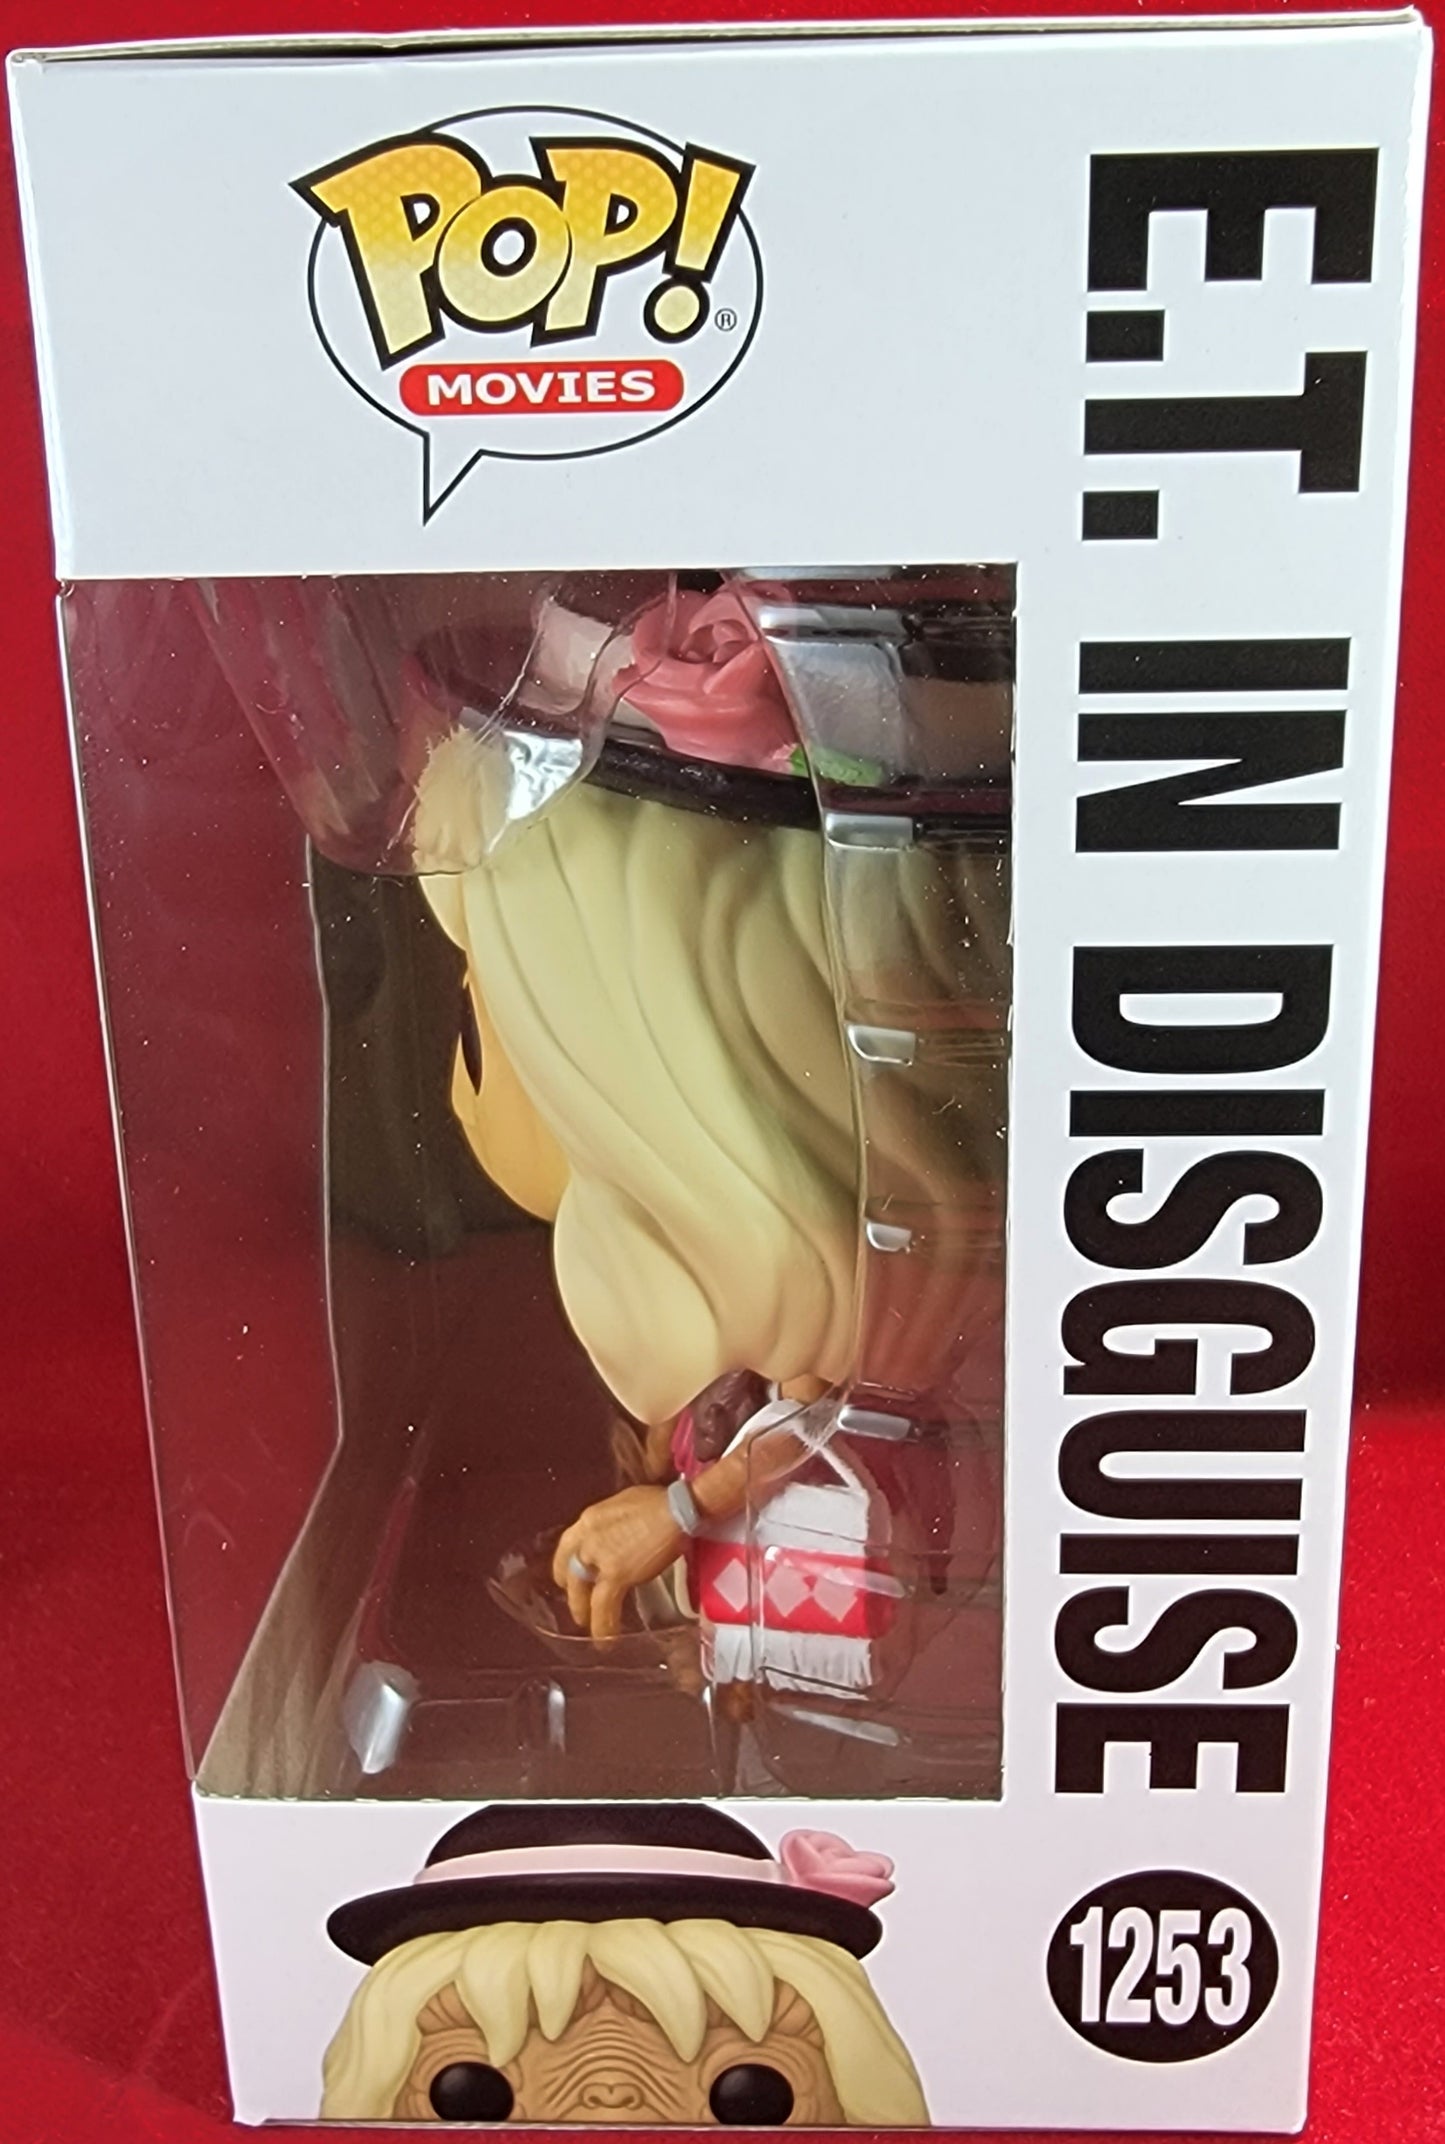 POP! ®
MOVIES
E.T. IN DISGUISE
1253